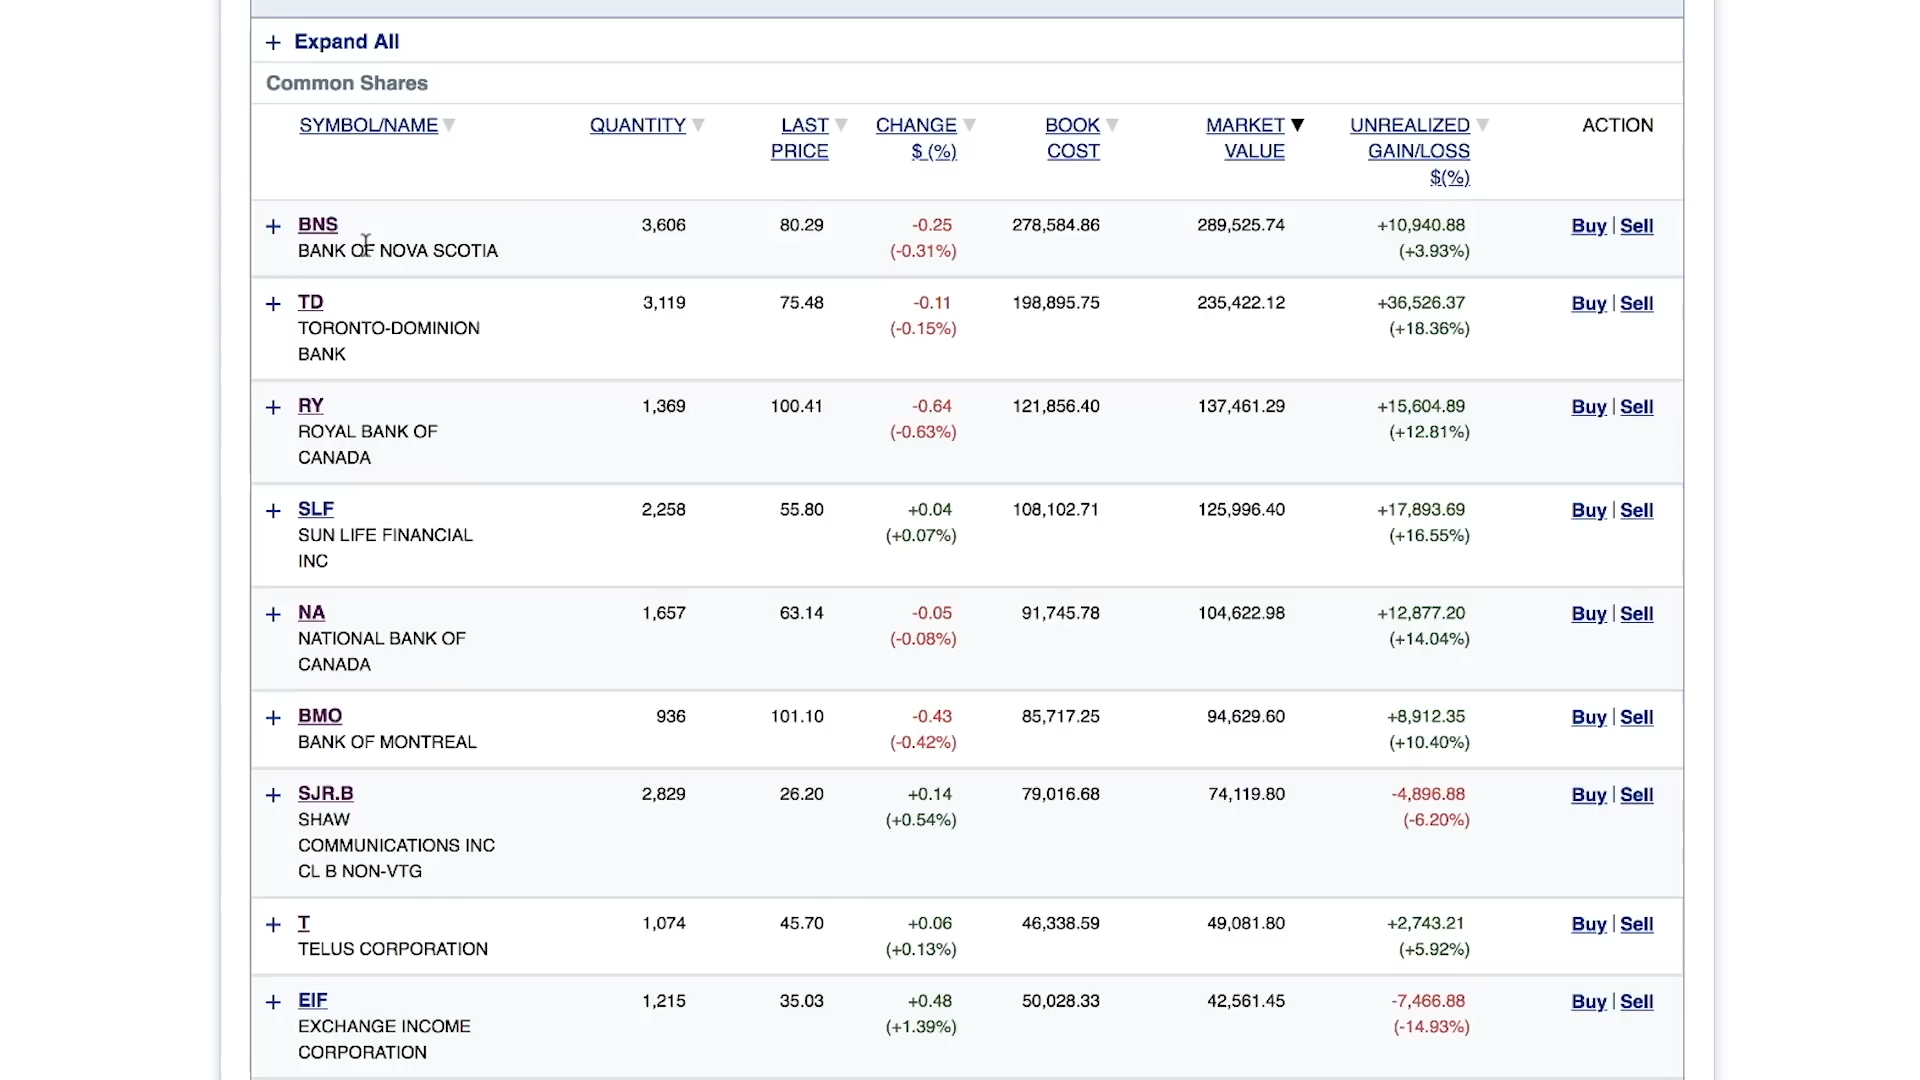 + Expand All
Common Shares
SYMBOL/NAME▼ QUANTITY▼ LAST PRICE▼ CHANGE $ (%)▼ BOOK COST▼ MARKET VALUE▼ UNREALIZED GAIN/LOSS $(%)▼ ACTION
+ BNS 3,606 80.29 -0.25 278,584.86 289,525.74 +10,940.88 Buy | Sell
BANK OF NOVA SCOTIA (-0.31%) (+3.93%)
+ TD 3,119 75.48 -0.11 198,895.75 235,422.12 +36,526.37 Buy | Sell
TORONTO-DOMINION (-0.15%) (+18.36%)
BANK
+ RY 1,369 100.41 -0.64 121,856.40 137,461.29 +15,604.89 Buy | Sell
ROYAL BANK OF (-0.63%) (+12.81%)
CANADA
+ SLF 2,258 55.80 +0.04 108,102.71 125,996.40 +17,893.69 Buy | Sell
SUN LIFE FINANCIAL (+0.07%) (+16.55%)
INC
+ NA 1,657 63.14 -0.05 91,745.78 104,622.98 +12,877.20 Buy | Sell
NATIONAL BANK OF (-0.08%) (+14.04%)
CANADA
+ BMO 936 101.10 -0.43 85,717.25 94,629.60 +8,912.35 Buy | Sell
BANK OF MONTREAL (-0.42%) (+10.40%)
+ SJR.B 2,829 26.20 +0.14 79,016.68 74,119.80 -4,896.88 Buy | Sell
SHAW (+0.54%) (-6.20%)
COMMUNICATIONS INC
CL B NON-VTG
+ T 1,074 45.70 +0.06 46,338.59 49,081.80 +2,743.21 Buy | Sell
TELUS CORPORATION (+0.13%) (+5.92%)
+ EIF 1,215 35.03 +0.48 50,028.33 42,561.45 -7,466.88 Buy | Sell
EXCHANGE INCOME (+1.39%) (-14.93%)
CORPORATION